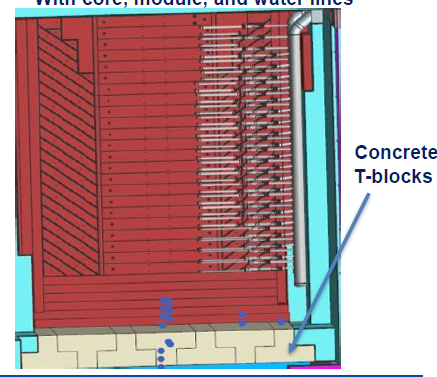 With core, module, and water lines
Concrete
T-blocks